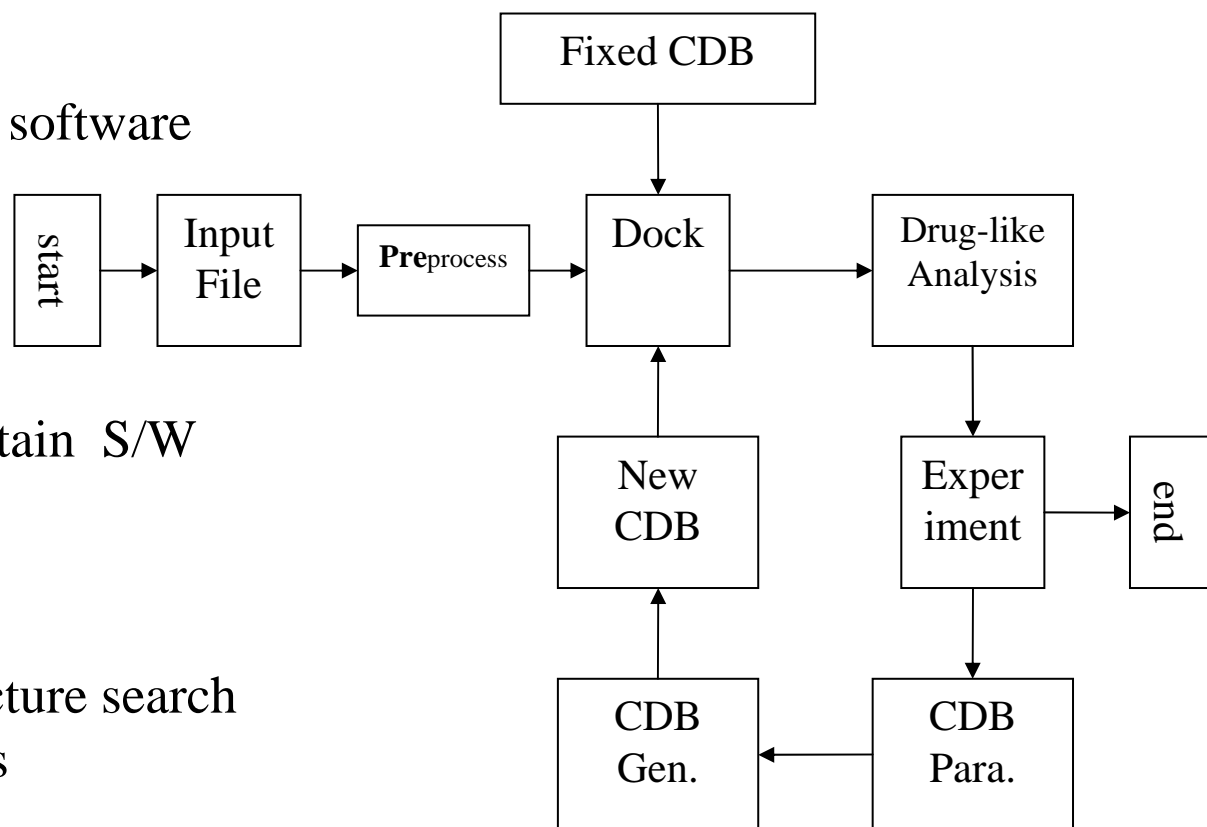 Fixed CDB
software
start
Input
File
Preprocess
Dock
Drug-like
Analysis
tain S/W
New
CDB
Exper
iment
end
cture search
s
CDB
Gen.
CDB
Para.